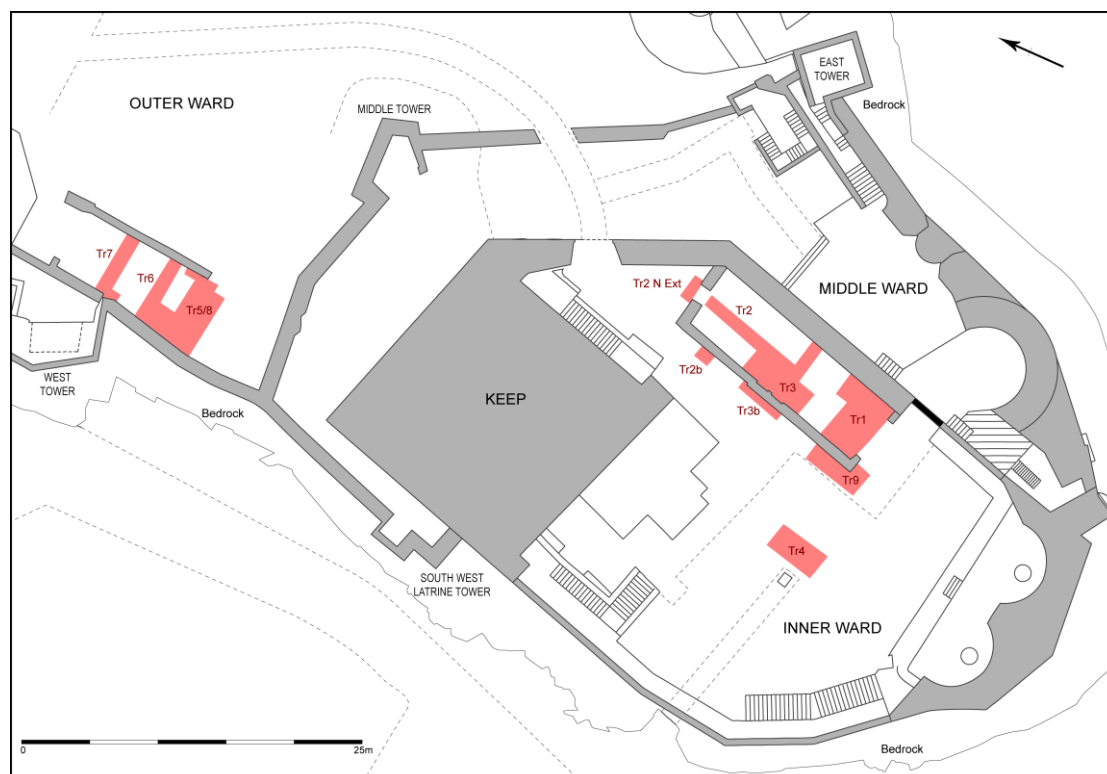 OUTER WARD
MIDDLE TOWER
EAST
TOWER
Bedrock
Tr7
Tr6
Tr5/8
Tr2 N Ext
Tr2
MIDDLE WARD
WEST
TOWER
Tr2b
Tr3
KEEP
Bedrock
Tr3b
Tr1
Tr9
Tr4
SOUTH WEST
LATRINE TOWER
INNER WARD
Bedrock
0
25m